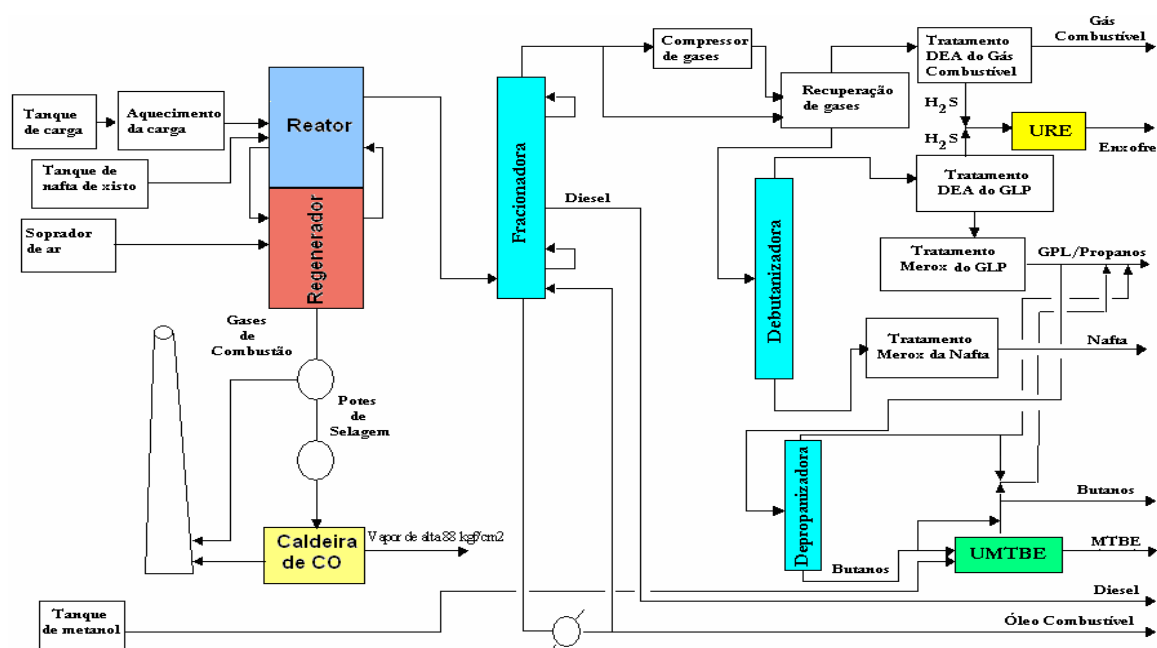 Gás
Combustível
Compressor
de gases
Tratamento
DEA do Gás
Combustível
Recuperação
de gases
Tanque
de carga
Aquecimento
da carga
Reator
H2S
H2S
URE
Enxofre
Tanque de
nafta de xisto
Tratamento
DEA do GLP
Fracionadora
Diesel
Soprador
de ar
Regenerador
Debutanizadora
Tratamento
Merox do GLP
GPL/Propanos
Gases
de
Combustão
Tratamento
Merox da Nafta
Nafta
Potes
de
Selagem
Depropanizadora
Butanos
Caldeira
de CO
Vapor de alta 88 kgf/cm2
UMTBE
MTBE
Butanos
Diesel
Tanque
de metanol
Óleo Combustível